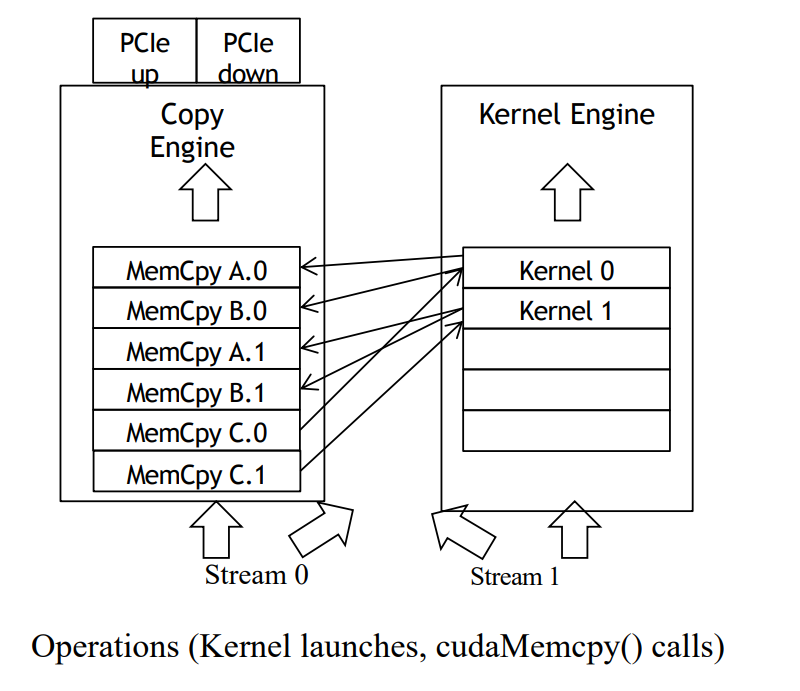 PCIe
up
PCIe
down
Copy
Engine
Kernel Engine
MemCpy A.0
MemCpy B.0
MemCpy A.1
MemCpy B.1
MemCpy C.0
MemCpy C.1
Kernel 0
Kernel 1
Stream 0
Stream 1
Operations (Kernel launches, cudaMemcpy() calls)